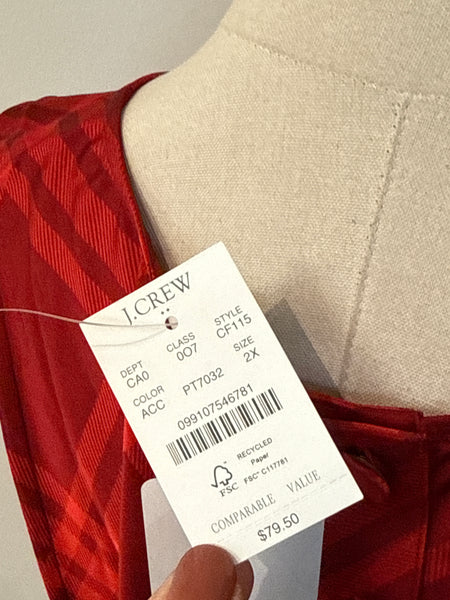 J.CREW
DEPT CLASS STYLE
CA0 007 CF115
COLOR PT7032 SIZE
ACC 2X
099107546781
RECYCLED
Paper
FSC® C117781
FSC
COMPARABLE VALUE
$79.50